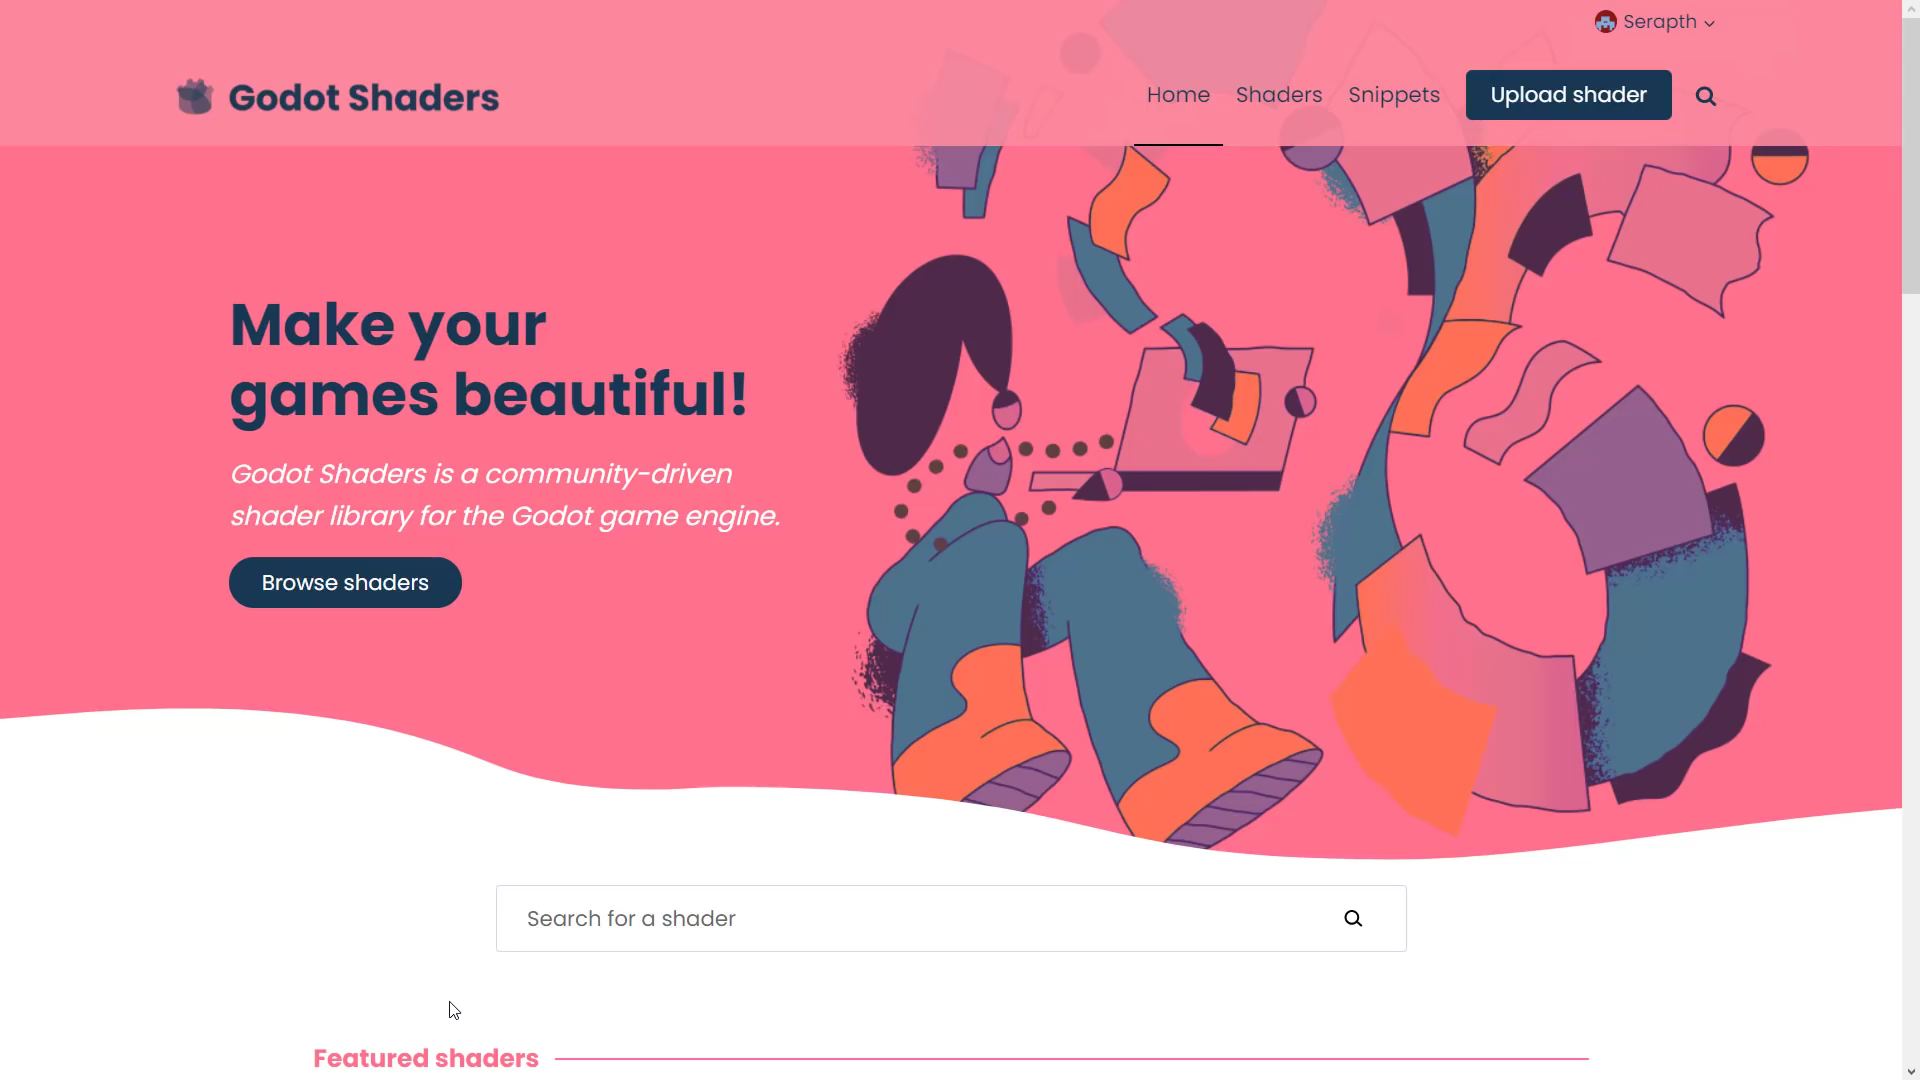 Serapth
Godot Shaders
Home
Shaders
Snippets
Upload shader
Make your
games beautiful!
Godot Shaders is a community-driven
shader library for the Godot game engine.
Browse shaders
Search for a shader
Featured shaders